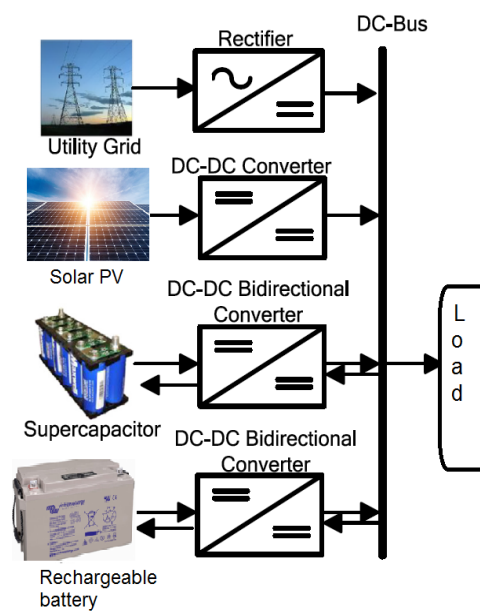 Rectifier
DC-Bus
Utility Grid
DC-DC Converter
Solar PV
DC-DC Bidirectional
Converter
Load
Supercapacitor
DC-DC Bidirectional
Converter
Rechargeable
battery